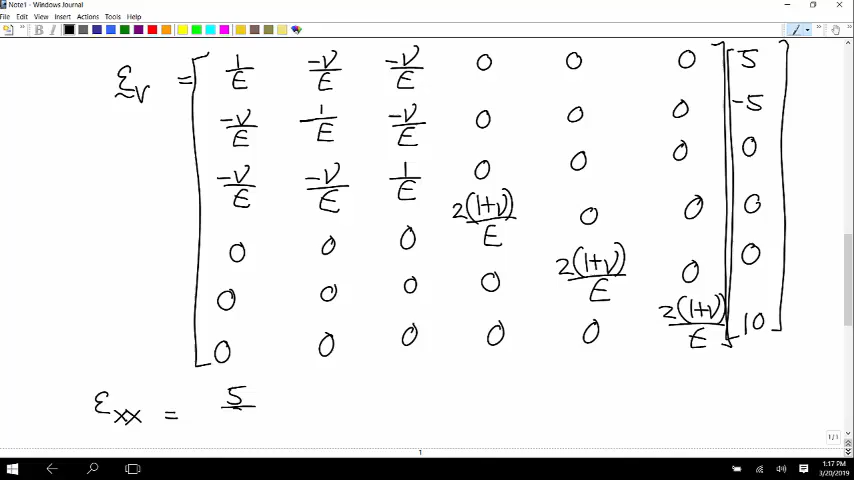 Note1 - Windows Journal
File Edit View Insert Actions Tools Help
B I
ε_v = [ 1/E -ν/E -ν/E 0 0 0 ] [ 5 ]
-ν/E 1/E -ν/E 0 0 0 -5
-ν/E -ν/E 1/E 0 0 0 0
0 0 0 2(1+ν)/E 0 0 0
0 0 0 0 2(1+ν)/E 0 0
0 0 0 0 0 2(1+ν)/E 10
ε_xx = 5
1/1
1
1:17 PM
3/20/2019